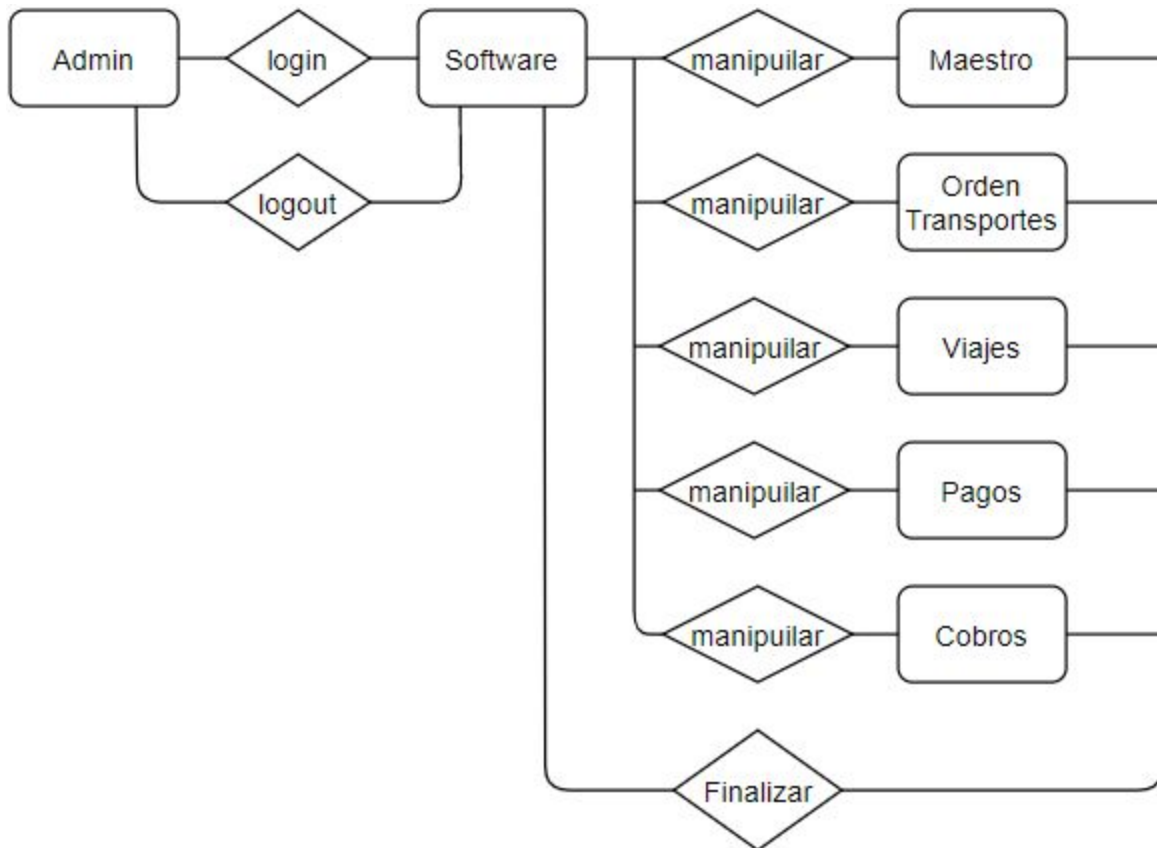 Admin
login
Software
manipuilar
Maestro
logout
manipuilar
Orden
Transportes
manipuilar
Viajes
manipuilar
Pagos
manipuilar
Cobros
Finalizar